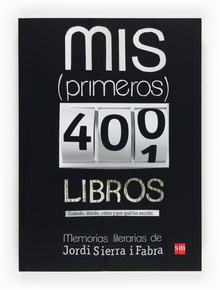 MIS
(primeros)
400
1
LIBROS
Cuándo, dónde, cómo y por qué los escribí
Memorias literarias de
Jordi Sierra i Fabra
sm